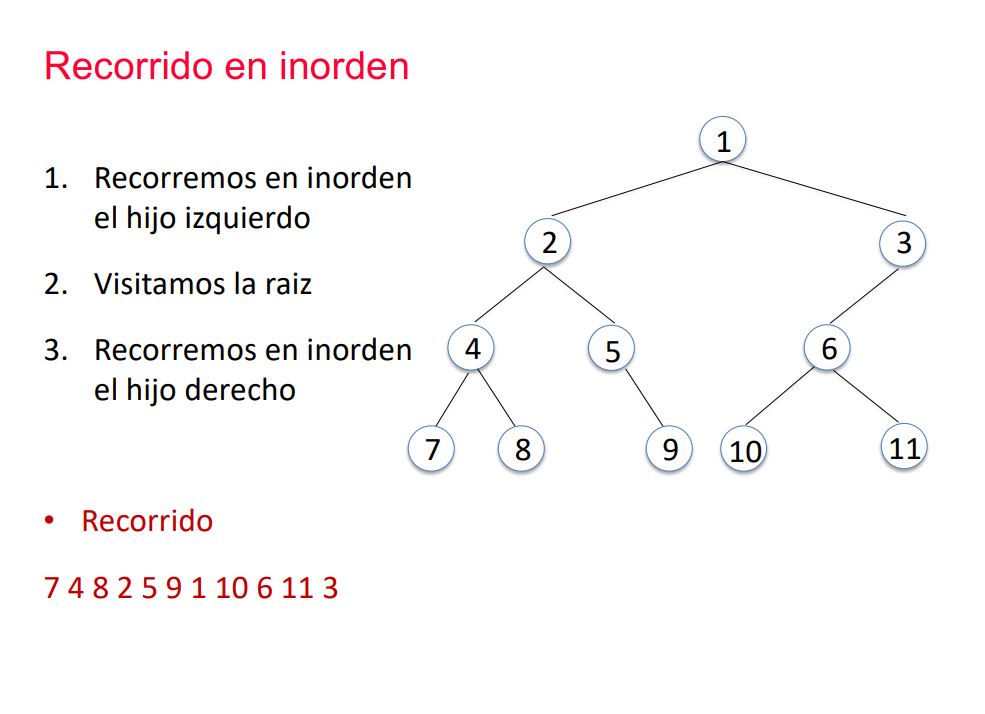 Recorrido en inorden
1. Recorremos en inorden
el hijo izquierdo
2. Visitamos la raiz
3. Recorremos en inorden
el hijo derecho
• Recorrido
7 4 8 2 5 9 1 10 6 11 3
1
2 3
4 5 6
7 8 9 10 11